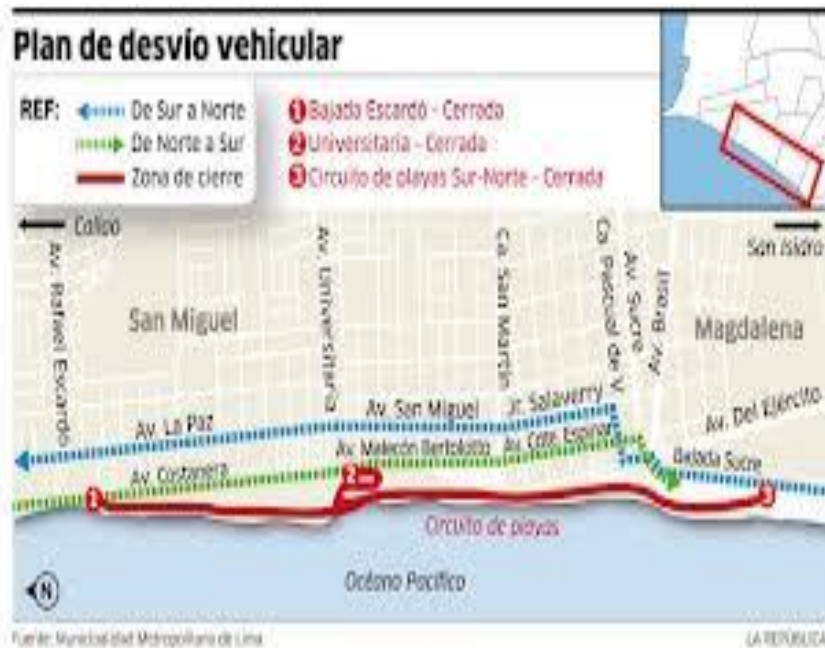 Plan de desvío vehicular
REF:
De Sur a Norte
De Norte a Sur
Zona de cierre
1 Bajada Escardó - Cerrada
2 Universitaria - Cerrada
3 Circuito de playas Sur-Norte - Cerrada
Callao
San Isidro
Av. Rafael Escardo
Av. Universitaria
Ca. San Martín
Ca. Pascual de V.
Av. Sucre
Av. Brasil
San Miguel
Magdalena
Av. La Paz
Av. San Miguel
Jr. Salaverry
Av. Del Ejército
Av. Costanera
Av. Malecón Bertolotto
Av. Cdte. Espinar
Bajada Sucre
1
2
3
Circuito de playas
Océano Pacífico
N
Fuente: Municipalidad Metropolitana de Lima
LA REPÚBLICA